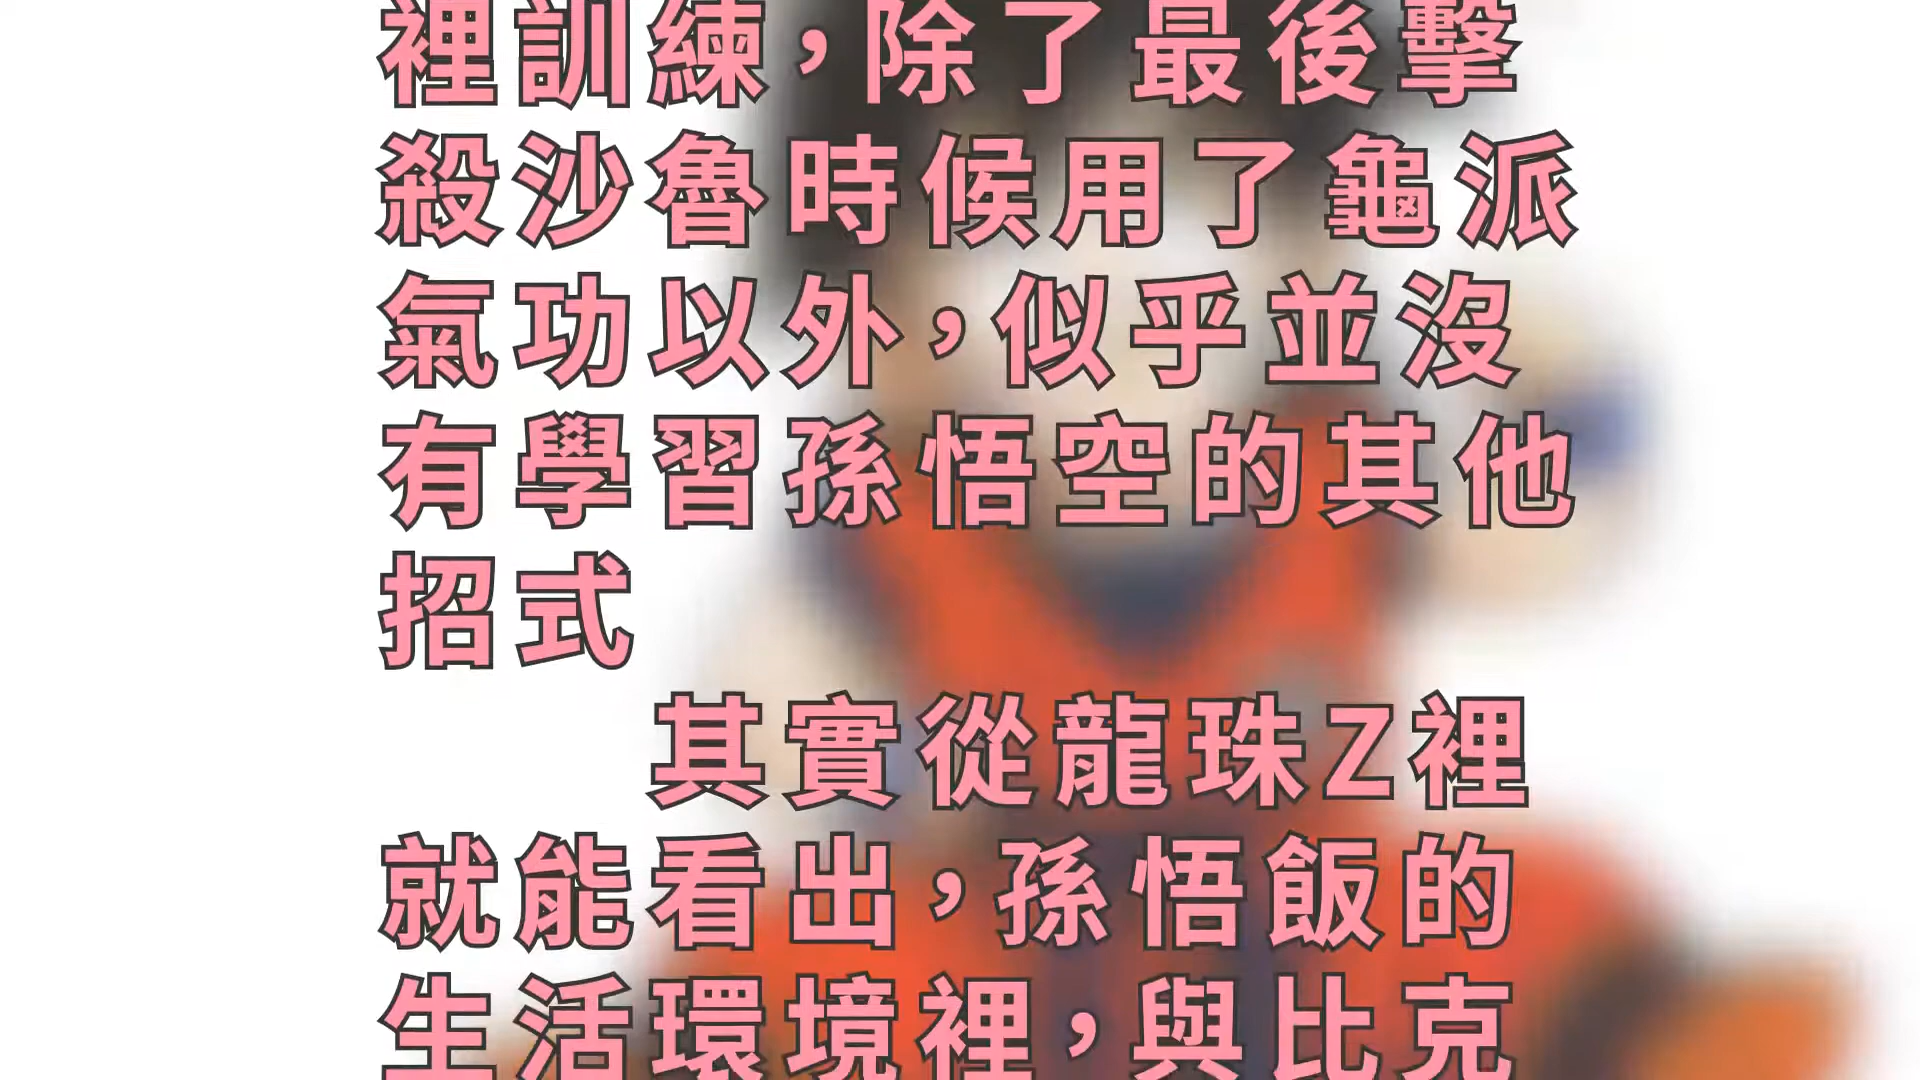 裡訓練，除了最後擊
殺沙魯時候用了龜派
氣功以外，似乎並沒
有學習孫悟空的其他
招式
其實從龍珠Z裡
就能看出，孫悟飯的
生活環境裡，與比克